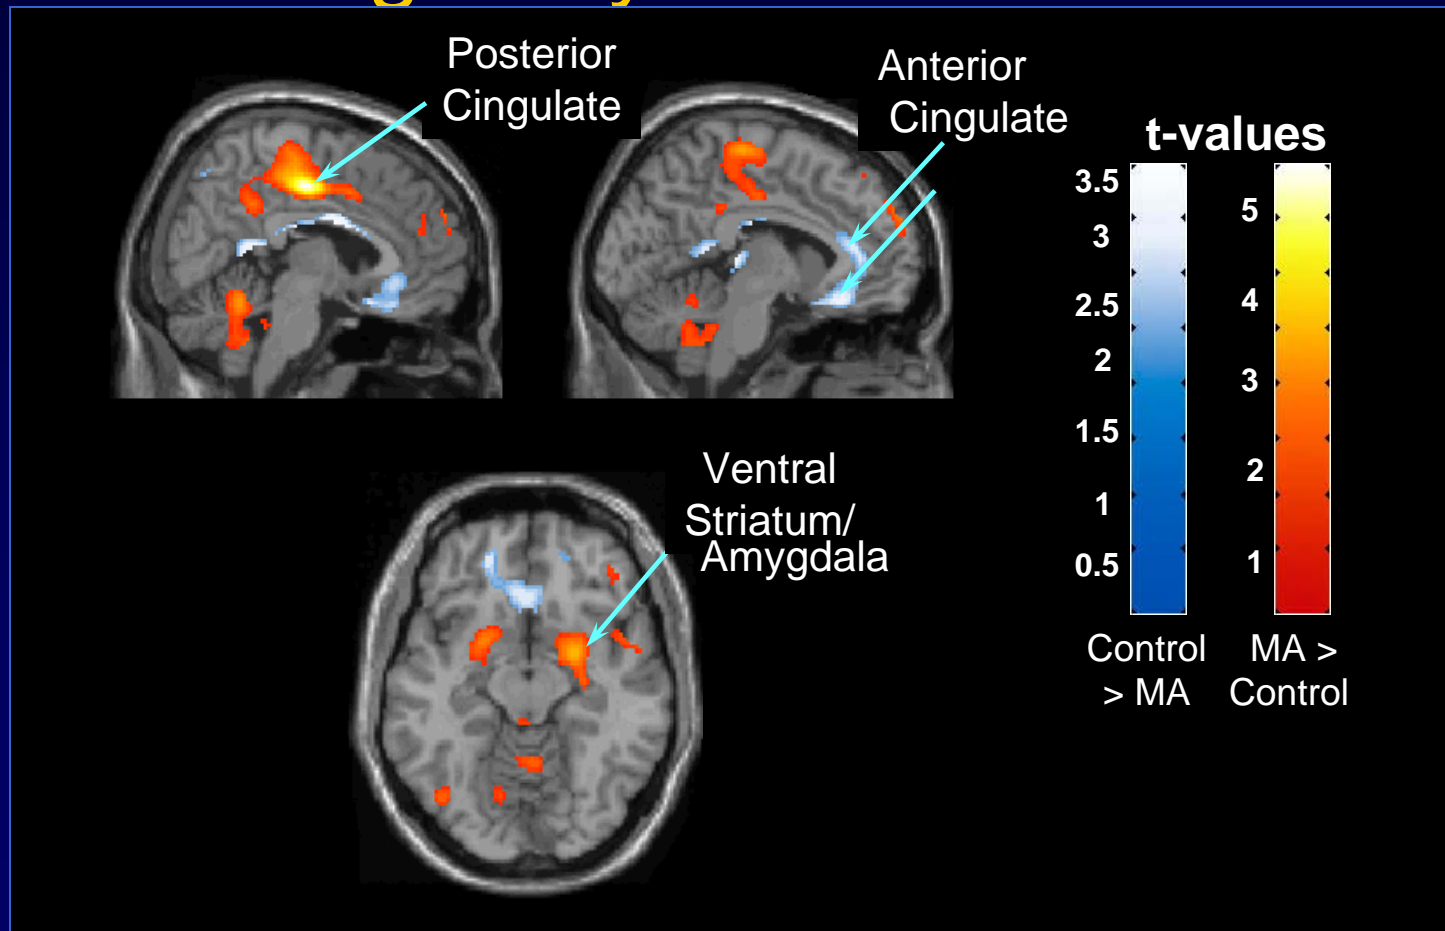 Posterior
Cingulate
Anterior
Cingulate
t-values
3.5
3
2.5
2
1.5
1
0.5
5
4
3
2
1
Control
> MA
MA >
Control
Ventral
Striatum/
Amygdala